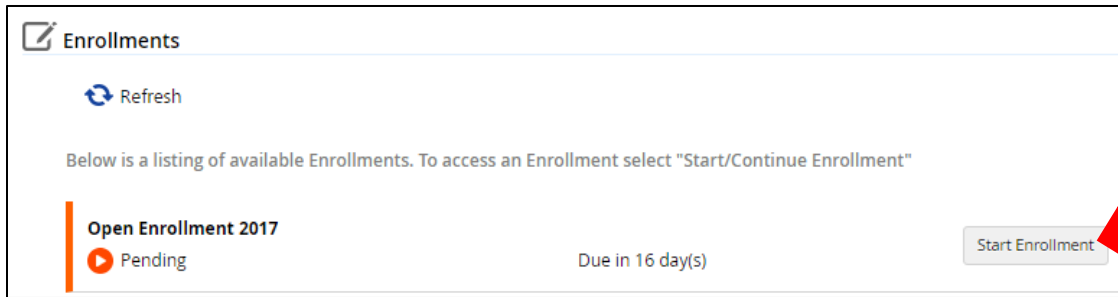 Enrollments
Refresh
Below is a listing of available Enrollments. To access an Enrollment select "Start/Continue Enrollment"
Open Enrollment 2017
Pending
Due in 16 day(s)
Start Enrollment